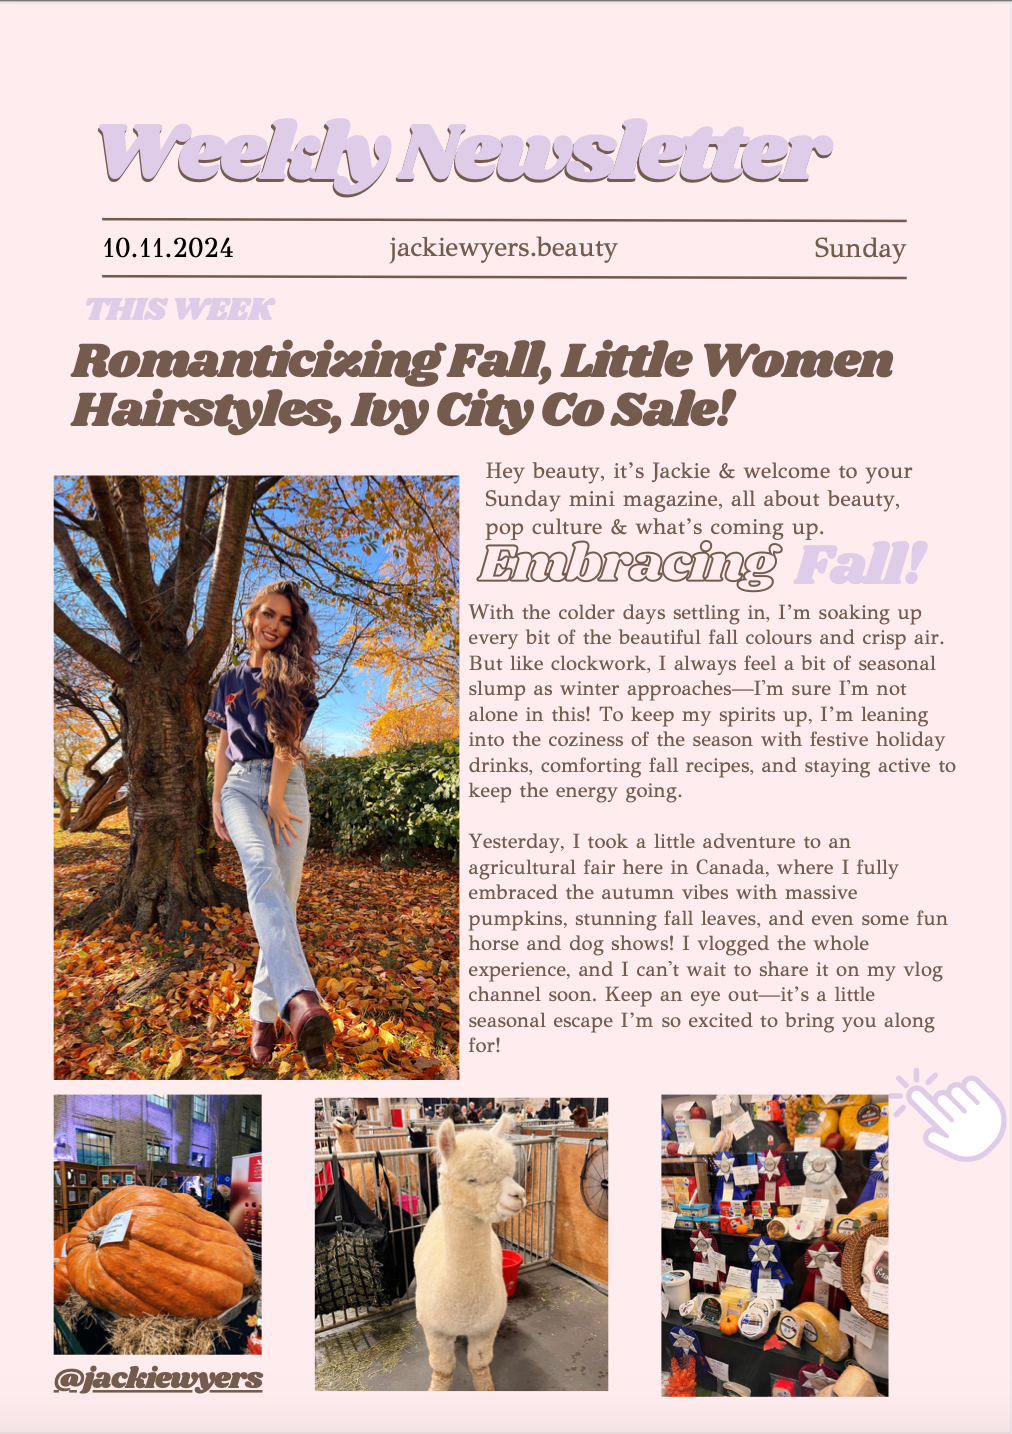 Weekly Newsletter
10.11.2024 jackiewyers.beauty Sunday
THIS WEEK
Romanticizing Fall, Little Women
Hairstyles, Ivy City Co Sale!
Hey beauty, it’s Jackie & welcome to your
Sunday mini magazine, all about beauty,
pop culture & what’s coming up.
Embracing Fall!
With the colder days settling in, I’m soaking up
every bit of the beautiful fall colours and crisp air.
But like clockwork, I always feel a bit of seasonal
slump as winter approaches—I’m sure I’m not
alone in this! To keep my spirits up, I’m leaning
into the coziness of the season with festive holiday
drinks, comforting fall recipes, and staying active to
keep the energy going.
Yesterday, I took a little adventure to an
agricultural fair here in Canada, where I fully
embraced the autumn vibes with massive
pumpkins, stunning fall leaves, and even some fun
horse and dog shows! I vlogged the whole
experience, and I can’t wait to share it on my vlog
channel soon. Keep an eye out—it’s a little
seasonal escape I’m so excited to bring you along
for!
@jackiewyers